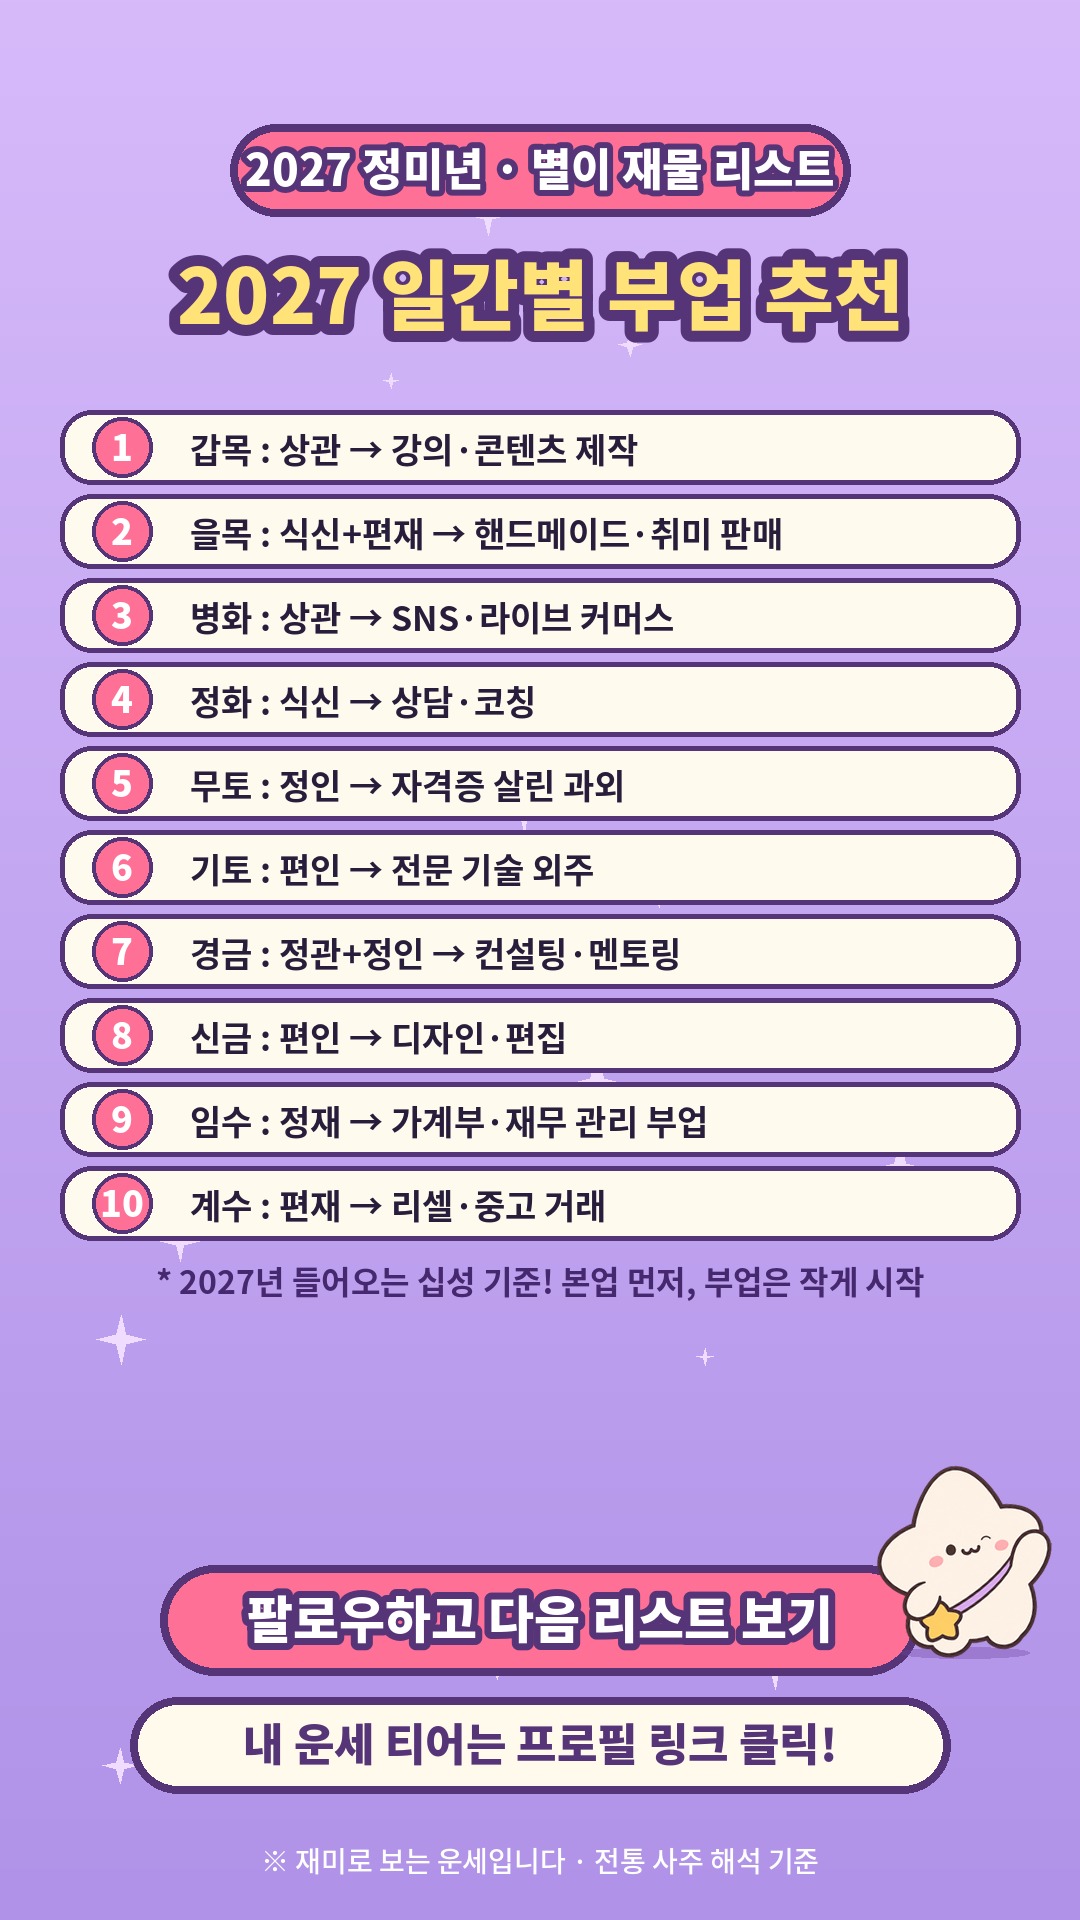 2027 정미년 · 별이 재물 리스트
2027 일간별 부업 추천
1 갑목 : 상관 → 강의·콘텐츠 제작
2 을목 : 식신+편재 → 핸드메이드·취미 판매
3 병화 : 상관 → SNS·라이브 커머스
4 정화 : 식신 → 상담·코칭
5 무토 : 정인 → 자격증 살린 과외
6 기토 : 편인 → 전문 기술 외주
7 경금 : 정관+정인 → 컨설팅·멘토링
8 신금 : 편인 → 디자인·편집
9 임수 : 정재 → 가계부·재무 관리 부업
10 계수 : 편재 → 리셀·중고 거래
* 2027년 들어오는 십성 기준! 본업 먼저, 부업은 작게 시작
팔로우하고 다음 리스트 보기
내 운세 티어는 프로필 링크 클릭!
※ 재미로 보는 운세입니다 · 전통 사주 해석 기준